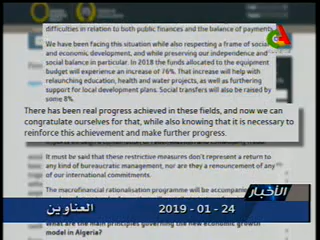 difficulties in relation to both public finances and the balance of payments.
We have been facing this situation while also respecting a frame of social
and economic development, and while preserving our independence and
social balance in particular. In 2018 the funds allocated to the equipment
budget will experience an increase of 76%. That increase will help with
relaunching education, health and water projects, as well as further
support for local development plans. Social transfers will also be raised by
some 8%.
There has been real progress achieved in these fields, and now we can
congratulate ourselves for that, while also knowing that it is necessary to
reinforce this achievement and make further progress.
It must be said that these restrictive measures don't represent a return to
any kind of bureaucratic management, nor are they a renouncement of any
of our international commitments.
The macrofinancial rationalisation programme will be accompanied
الأخبار
العناوين
2019 - 01 - 24
What are the main principles governing the new economic growth
model in Algeria?